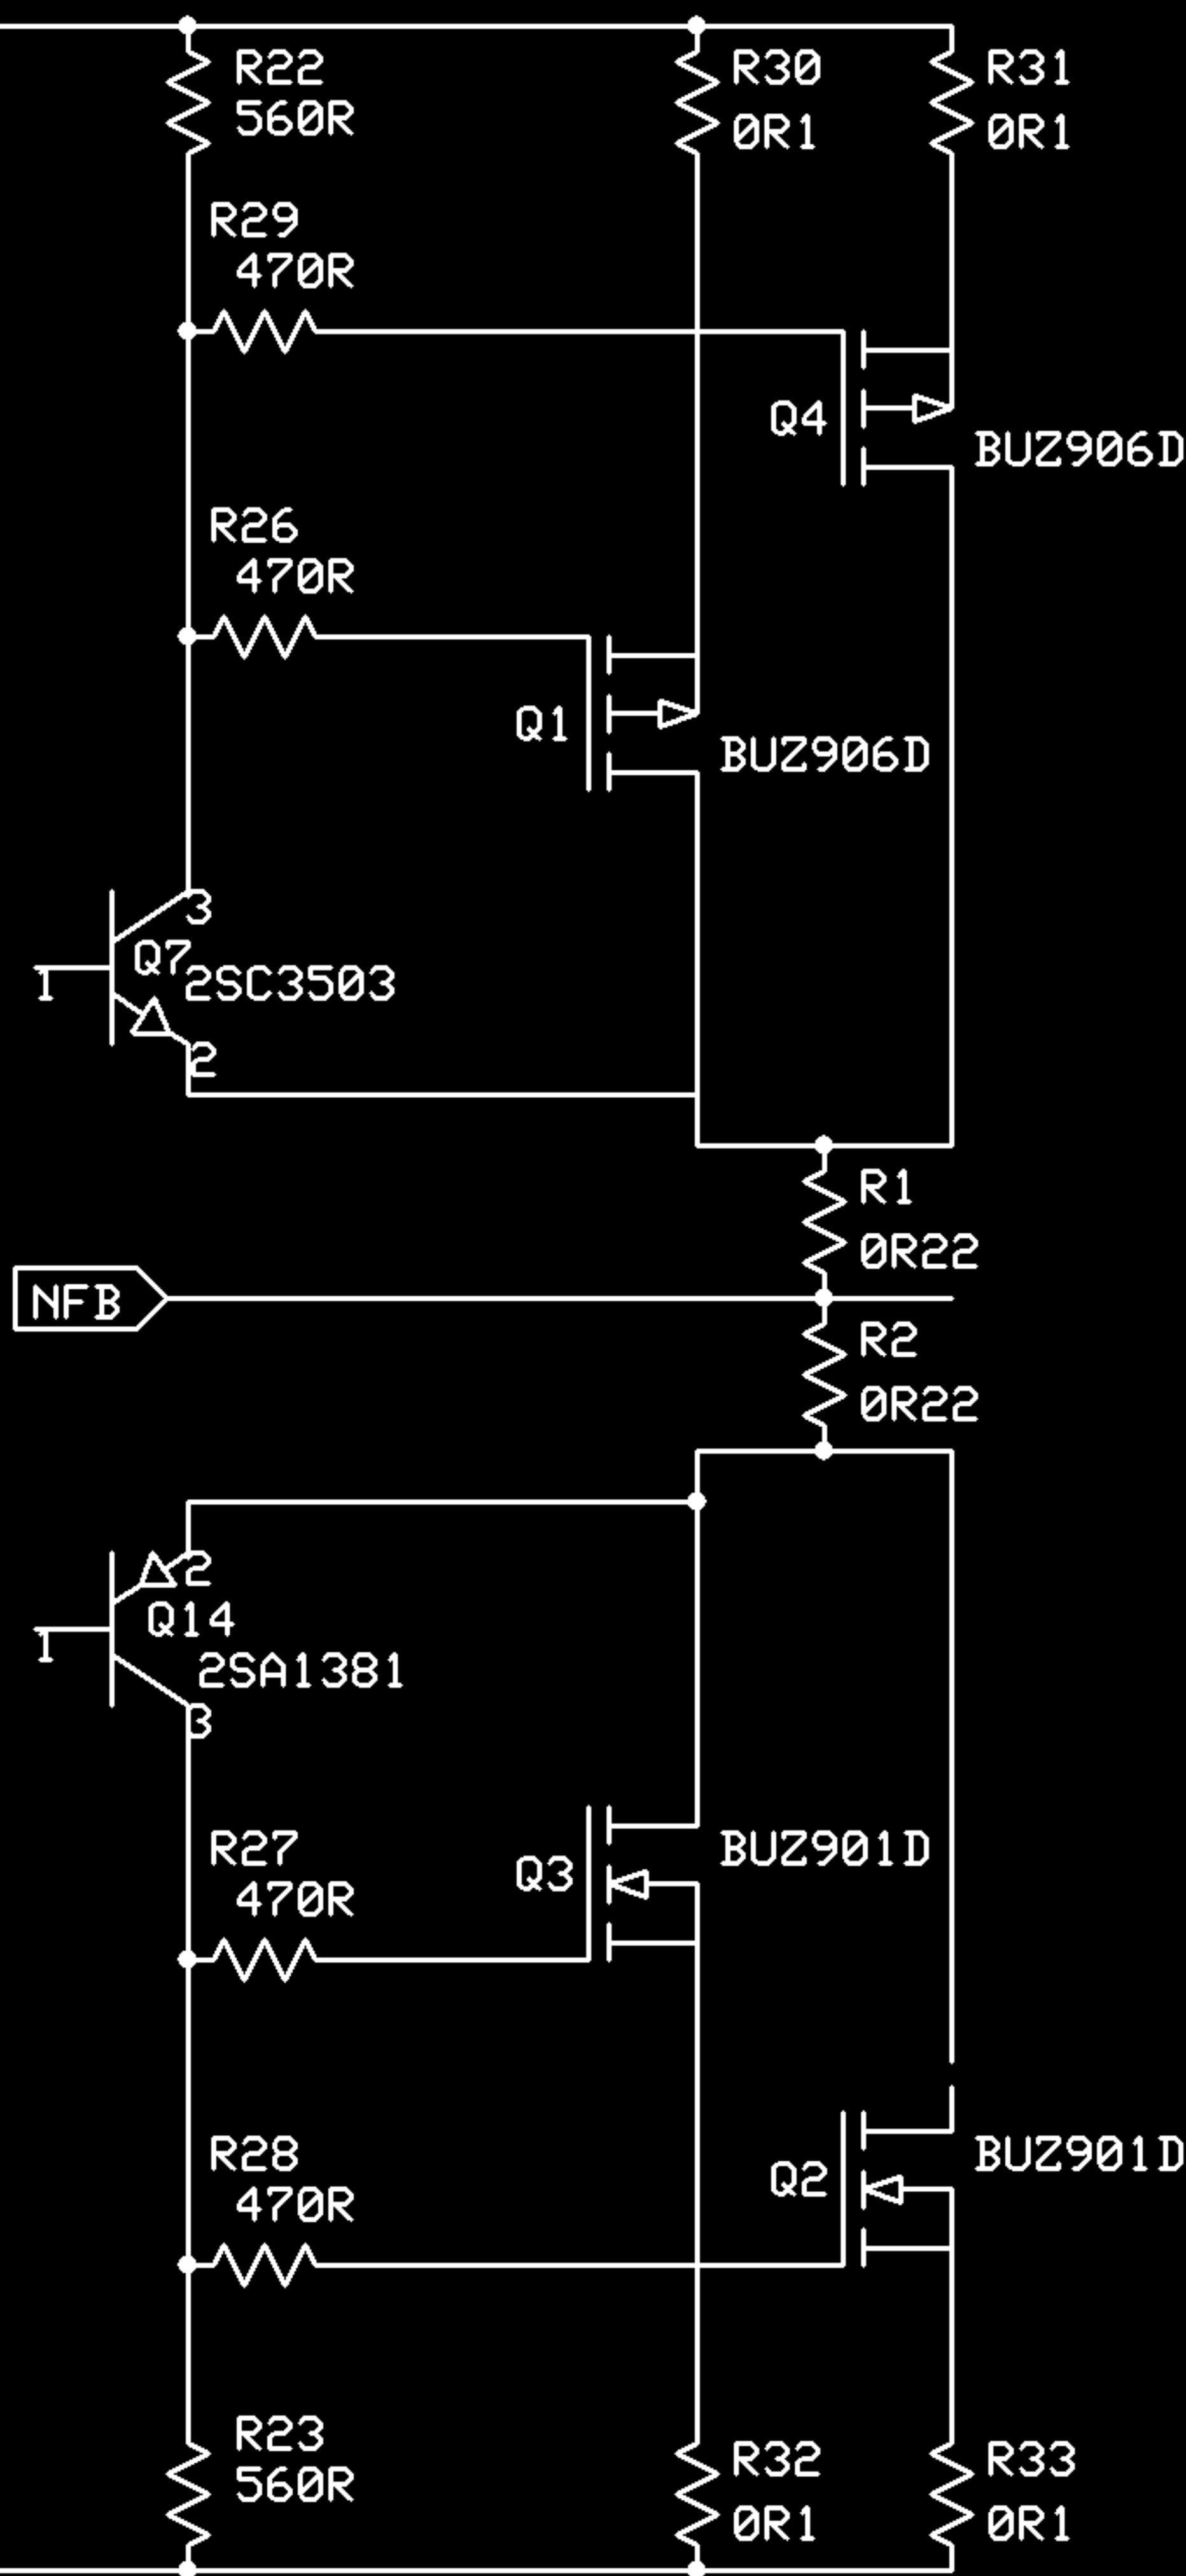 R22
560R
R30
0R1
R31
0R1
R29
470R
Q4
BUZ906D
R26
470R
Q1
BUZ906D
3
Q7
2SC3503
1
2
R1
0R22
NFB
R2
0R22
2
Q14
1
2SA1381
3
R27
470R
Q3
BUZ901D
R28
470R
Q2
BUZ901D
R23
560R
R32
0R1
R33
0R1